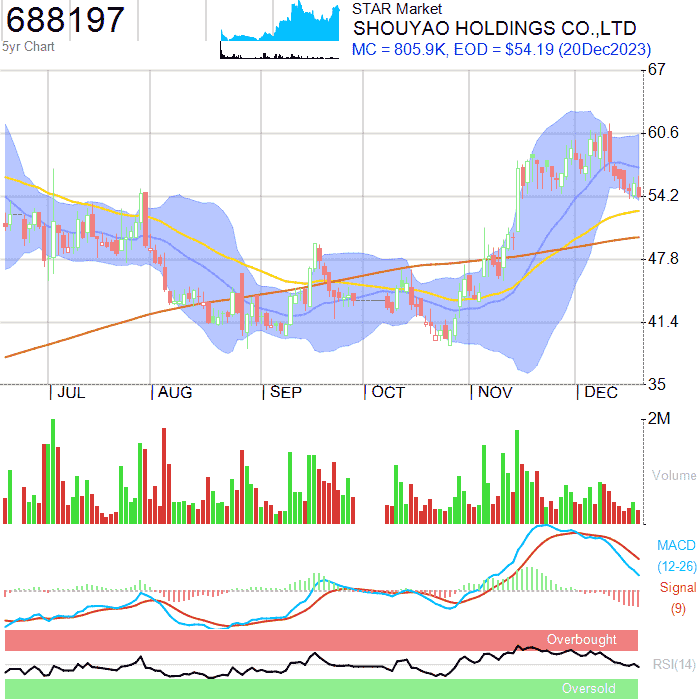 688197
5yr Chart
STAR Market
SHOUYAO HOLDINGS CO.,LTD
MC = 805.9K, EOD = $54.19 (20Dec2023)
67
60.6
54.2
47.8
41.4
35
JUL AUG SEP OCT NOV DEC
2M
Volume
MACD
(12-26)
Signal
(9)
Overbought
RSI(14)
Oversold